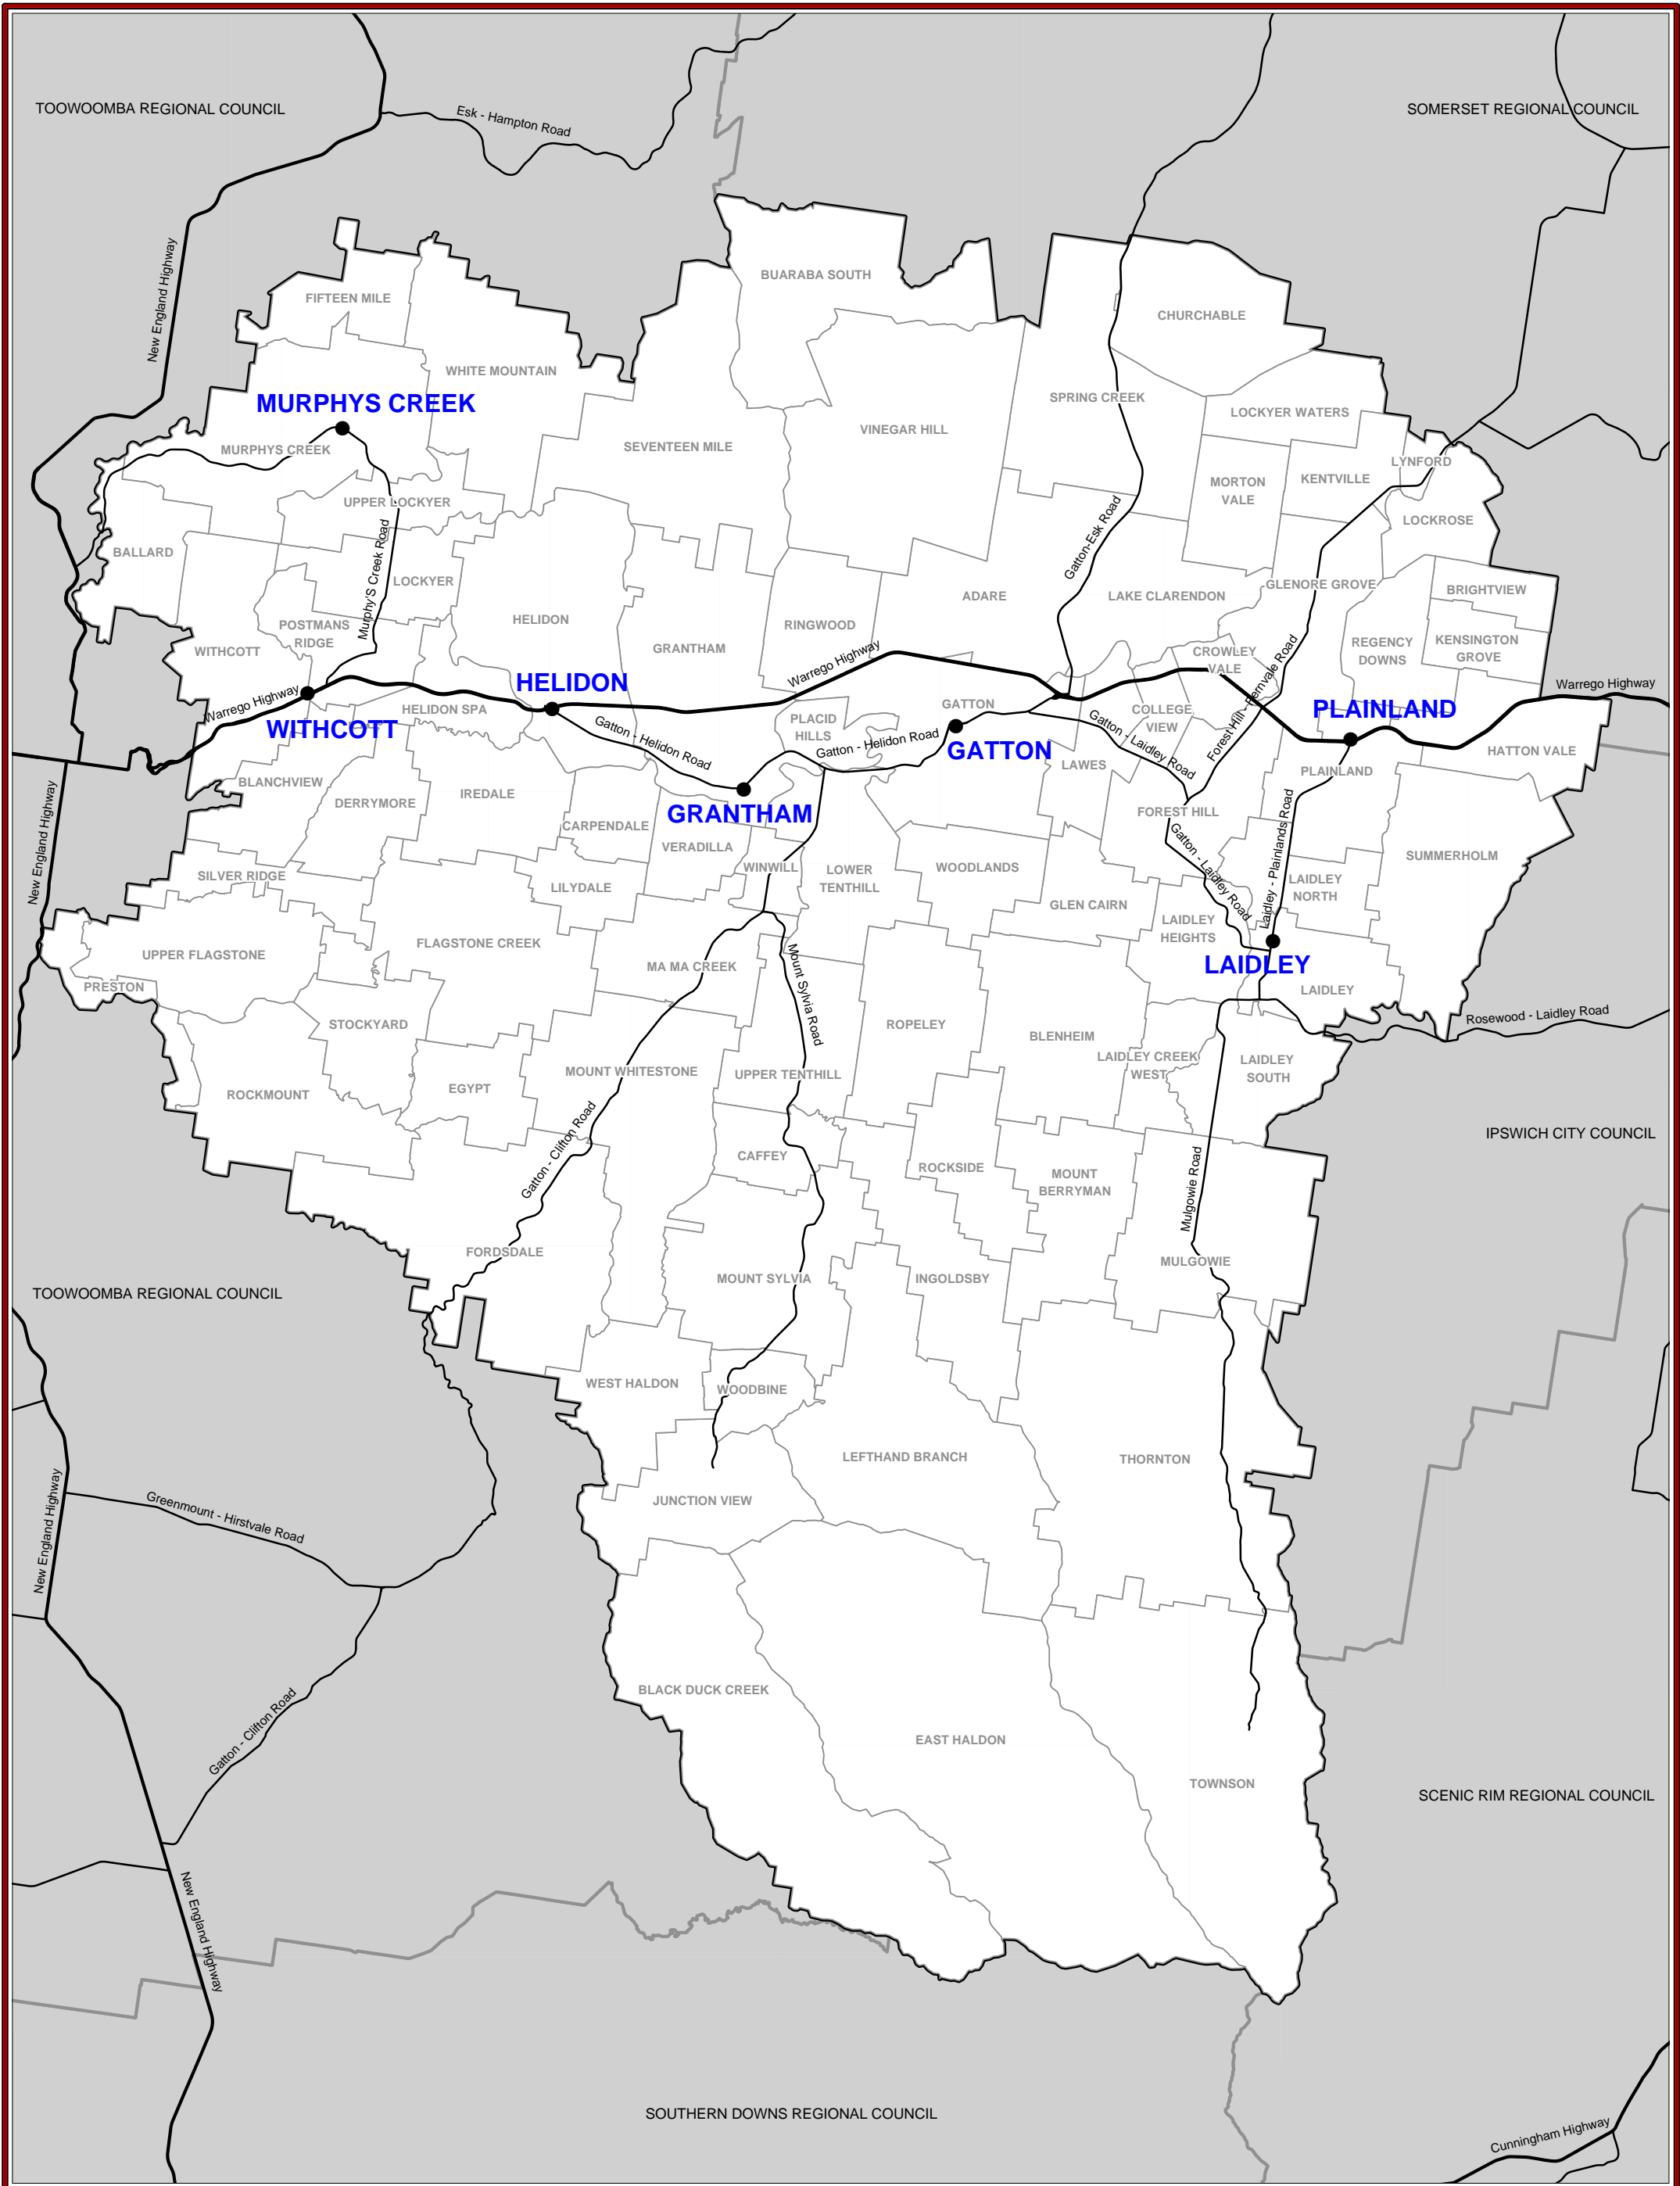 TOOWOOMBA REGIONAL COUNCIL
SOMERSET REGIONAL COUNCIL
Esk - Hampton Road
New England Highway
BUARABA SOUTH
FIFTEEN MILE
CHURCHABLE
WHITE MOUNTAIN
MURPHYS CREEK
SPRING CREEK
LOCKYER WATERS
VINEGAR HILL
SEVENTEEN MILE
MURPHYS CREEK
LYNFORD
KENTVILLE
MORTON
VALE
UPPER LOCKYER
LOCKROSE
Gatton-Esk Road
BALLARD
Murphy'S Creek Road
LOCKYER
GLENORE GROVE
BRIGHTVIEW
ADARE
LAKE CLARENDON
HELIDON
POSTMANS
RIDGE
RINGWOOD
WITHCOTT
GRANTHAM
REGENCY
DOWNS
KENSINGTON
GROVE
CROWLEY
VALE
Warrego Highway
Forest Hill - Fernvale Road
HELIDON
Warrego Highway
Warrego Highway
HELIDON SPA
GATTON
COLLEGE
VIEW
PLAINLAND
WITHCOTT
PLACID
HILLS
Gatton - Helidon Road
Gatton - Helidon Road
GATTON
Gatton - Laidley Road
HATTON VALE
LAWES
PLAINLAND
BLANCHVIEW
DERRYMORE
IREDALE
GRANTHAM
FOREST HILL
CARPENDALE
VERADILLA
New England Highway
Gatton - Laidley Road
Laidley - Plainlands Road
SUMMERHOLM
SILVER RIDGE
WINWILL
LOWER
TENTHILL
WOODLANDS
LILYDALE
LAIDLEY
NORTH
GLEN CAIRN
LAIDLEY
HEIGHTS
FLAGSTONE CREEK
UPPER FLAGSTONE
MA MA CREEK
Mount Sylvia Road
LAIDLEY
PRESTON
LAIDLEY
STOCKYARD
ROPELEY
BLENHEIM
Rosewood - Laidley Road
LAIDLEY CREEK
WEST
LAIDLEY
SOUTH
MOUNT WHITESTONE
UPPER TENTHILL
EGYPT
ROCKMOUNT
IPSWICH CITY COUNCIL
Gatton - Clifton Road
CAFFEY
ROCKSIDE
MOUNT
BERRYMAN
Mulgowie Road
FORDSDALE
MULGOWIE
MOUNT SYLVIA
INGOLDSBY
TOOWOOMBA REGIONAL COUNCIL
WEST HALDON
WOODBINE
LEFTHAND BRANCH
THORNTON
JUNCTION VIEW
New England Highway
Greenmount - Hirstvale Road
BLACK DUCK CREEK
Gatton - Clifton Road
EAST HALDON
TOWNSON
SCENIC RIM REGIONAL COUNCIL
New England Highway
SOUTHERN DOWNS REGIONAL COUNCIL
Cunningham Highway